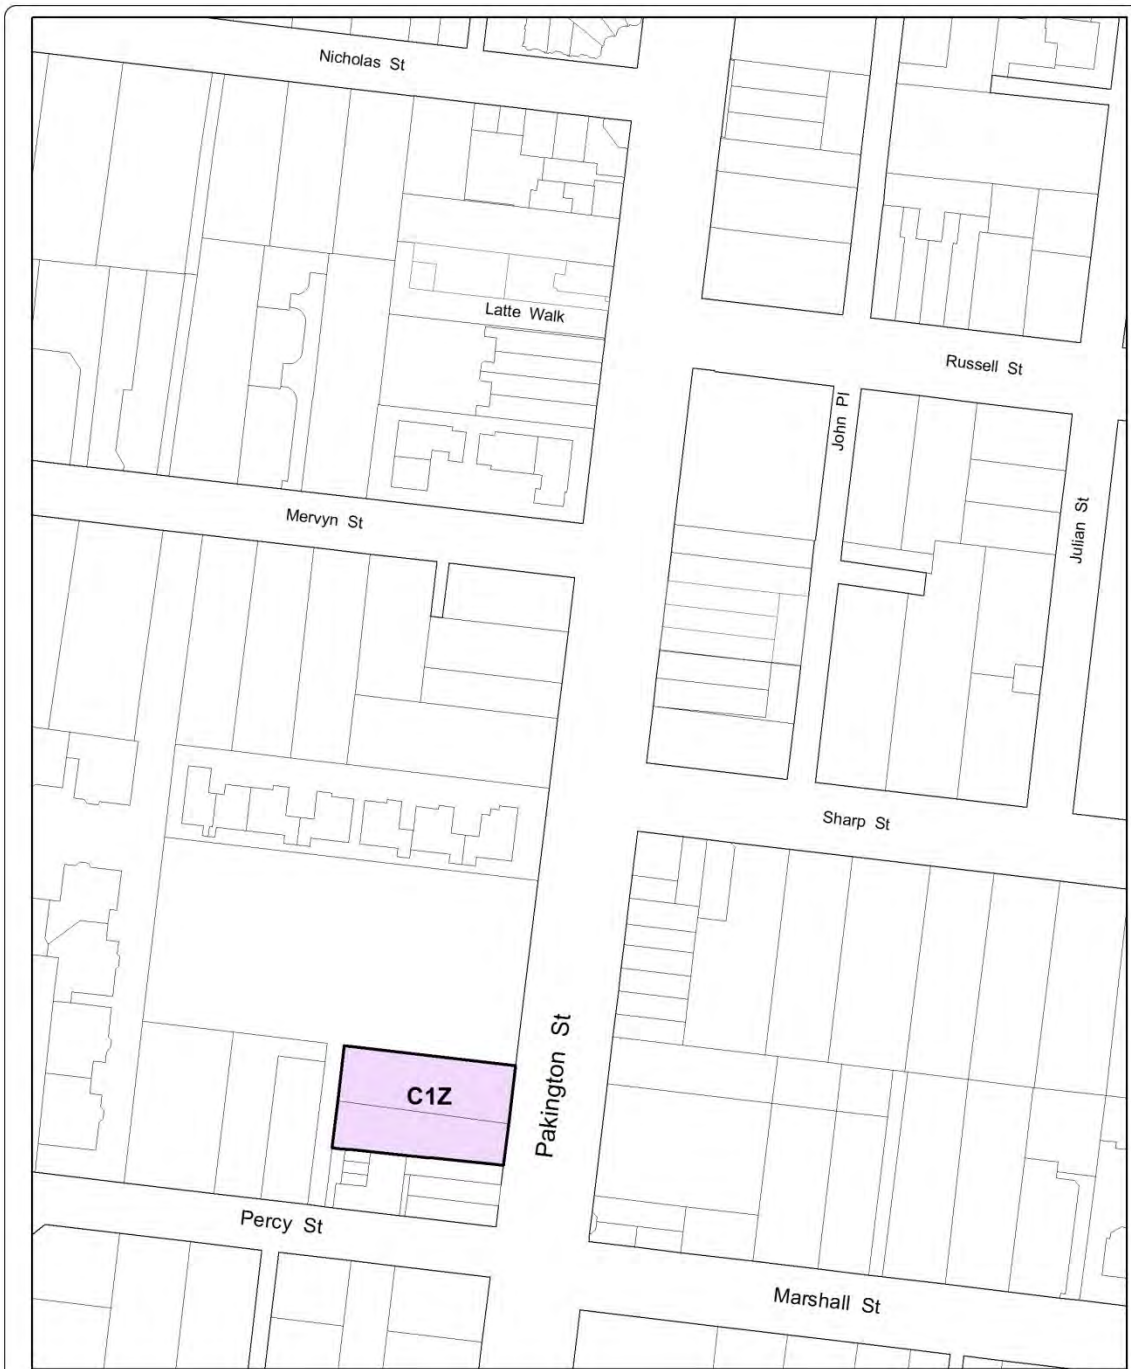 Nicholas St
Latte Walk
Russell St
John Pl
Mervyn St
Julian St
Sharp St
Pakington St
C1Z
Percy St
Marshall St